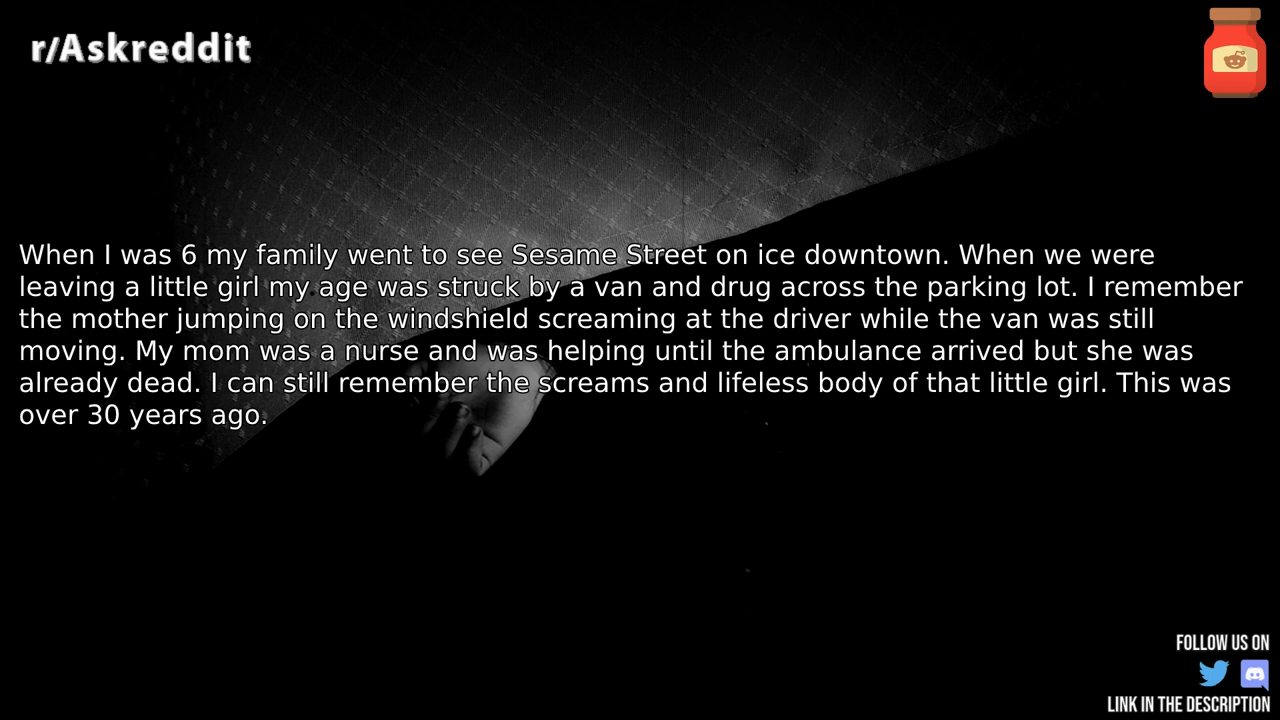 r/Askreddit
When I was 6 my family went to see Sesame Street on ice downtown. When we were
leaving a little girl my age was struck by a van and drug across the parking lot. I remember
the mother jumping on the windshield screaming at the driver while the van was still
moving. My mom was a nurse and was helping until the ambulance arrived but she was
already dead. I can still remember the screams and lifeless body of that little girl. This was
over 30 years ago.
FOLLOW US ON
LINK IN THE DESCRIPTION